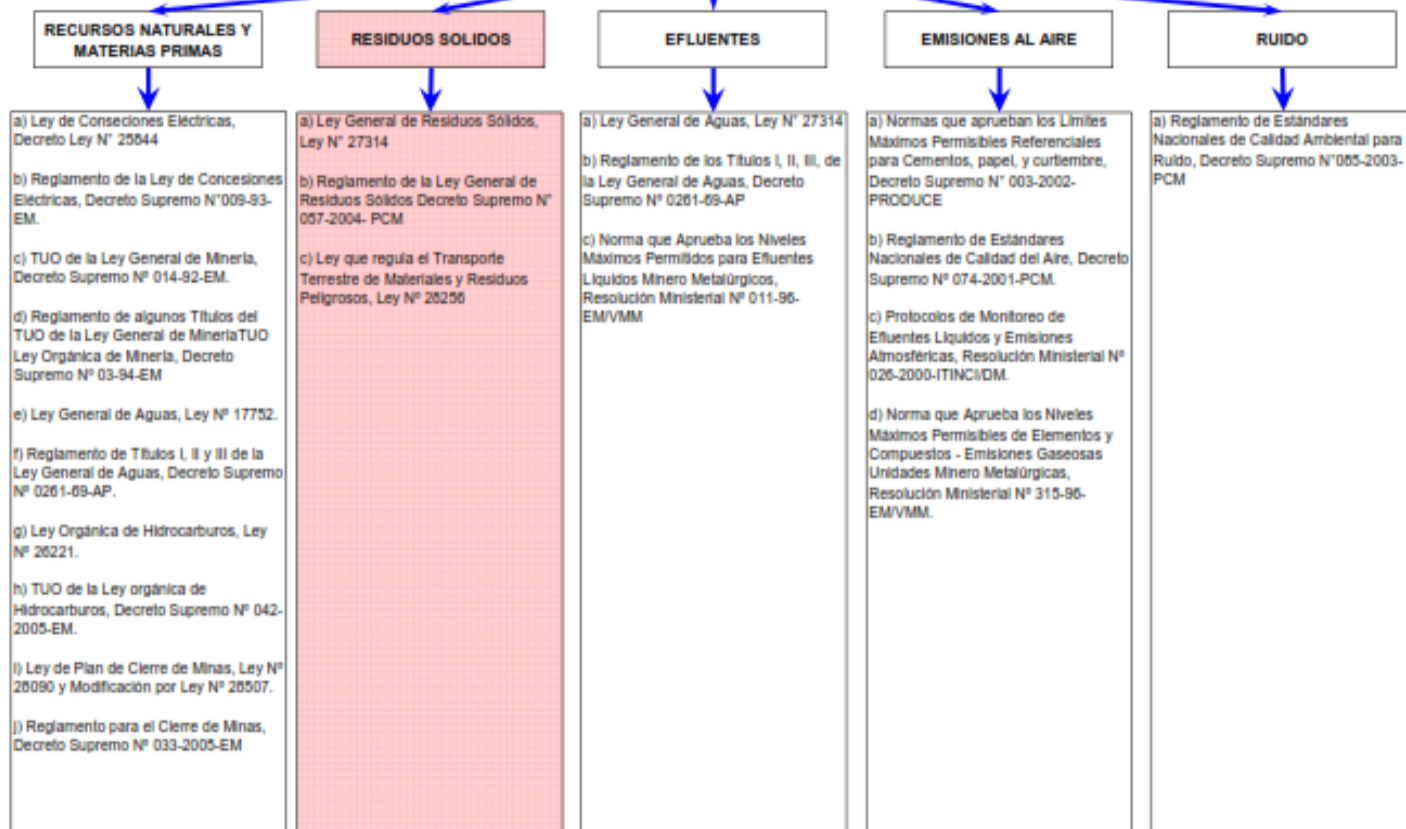 RECURSOS NATURALES Y
MATERIAS PRIMAS
a) Ley de Conseciones Eléctricas,
Decreto Ley N° 25844
b) Reglamento de la Ley de Concesiones
Eléctricas, Decreto Supremo N°009-93-
EM.
c) TUO de la Ley General de Minería,
Decreto Supremo Nº 014-92-EM.
d) Reglamento de algunos Títulos del
TUO de la Ley General de MineríaTUO
Ley Orgánica de Minería, Decreto
Supremo Nº 03-94-EM
e) Ley General de Aguas, Ley Nº 17752.
f) Reglamento de Títulos I, II y III de la
Ley General de Aguas, Decreto Supremo
Nº 0261-69-AP.
g) Ley Orgánica de Hidrocarburos, Ley
Nº 26221.
h) TUO de la Ley orgánica de
Hidrocarburos, Decreto Supremo Nº 042-
2005-EM.
i) Ley de Plan de Cierre de Minas, Ley Nº
28090 y Modificación por Ley Nº 28507.
j) Reglamento para el Cierre de Minas,
Decreto Supremo Nº 033-2005-EM
RESIDUOS SOLIDOS
a) Ley General de Residuos Sólidos,
Ley N° 27314
b) Reglamento de la Ley General de
Residuos Sólidos Decreto Supremo N°
057-2004- PCM
c) Ley que regula el Transporte
Terrestre de Materiales y Residuos
Peligrosos, Ley Nº 28256
EFLUENTES
a) Ley General de Aguas, Ley N° 27314
b) Reglamento de los Títulos I, II, III, de
la Ley General de Aguas, Decreto
Supremo Nº 0261-69-AP
c) Norma que Aprueba los Niveles
Máximos Permitidos para Efluentes
Líquidos Minero Metalúrgicos,
Resolución Ministerial Nº 011-96-
EM/VMM
EMISIONES AL AIRE
a) Normas que aprueban los Límites
Máximos Permisibles Referenciales
para Cementos, papel, y curtiembre,
Decreto Supremo N° 003-2002-
PRODUCE
b) Reglamento de Estándares
Nacionales de Calidad del Aire, Decreto
Supremo Nº 074-2001-PCM.
c) Protocolos de Monitoreo de
Efluentes Líquidos y Emisiones
Atmosféricas, Resolución Ministerial Nº
026-2000-ITINCI/DM.
d) Norma que Aprueba los Niveles
Máximos Permisibles de Elementos y
Compuestos - Emisiones Gaseosas
Unidades Minero Metalúrgicas,
Resolución Ministerial Nº 315-96-
EM/VMM.
RUIDO
a) Reglamento de Estándares
Nacionales de Calidad Ambiental para
Ruido, Decreto Supremo N°085-2003-
PCM